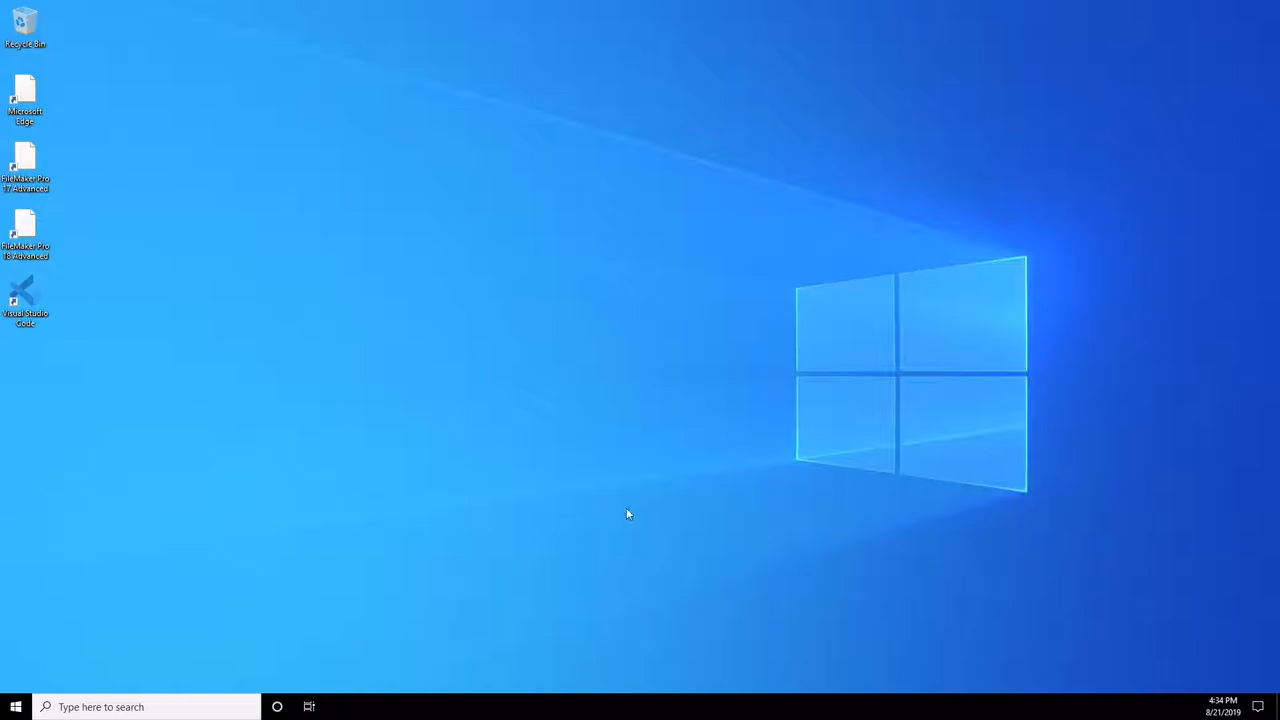 Recycle Bin
Microsoft
Edge
FileMaker Pro
17 Advanced
FileMaker Pro
18 Advanced
Visual Studio
Code
Type here to search
4:34 PM
8/21/2019